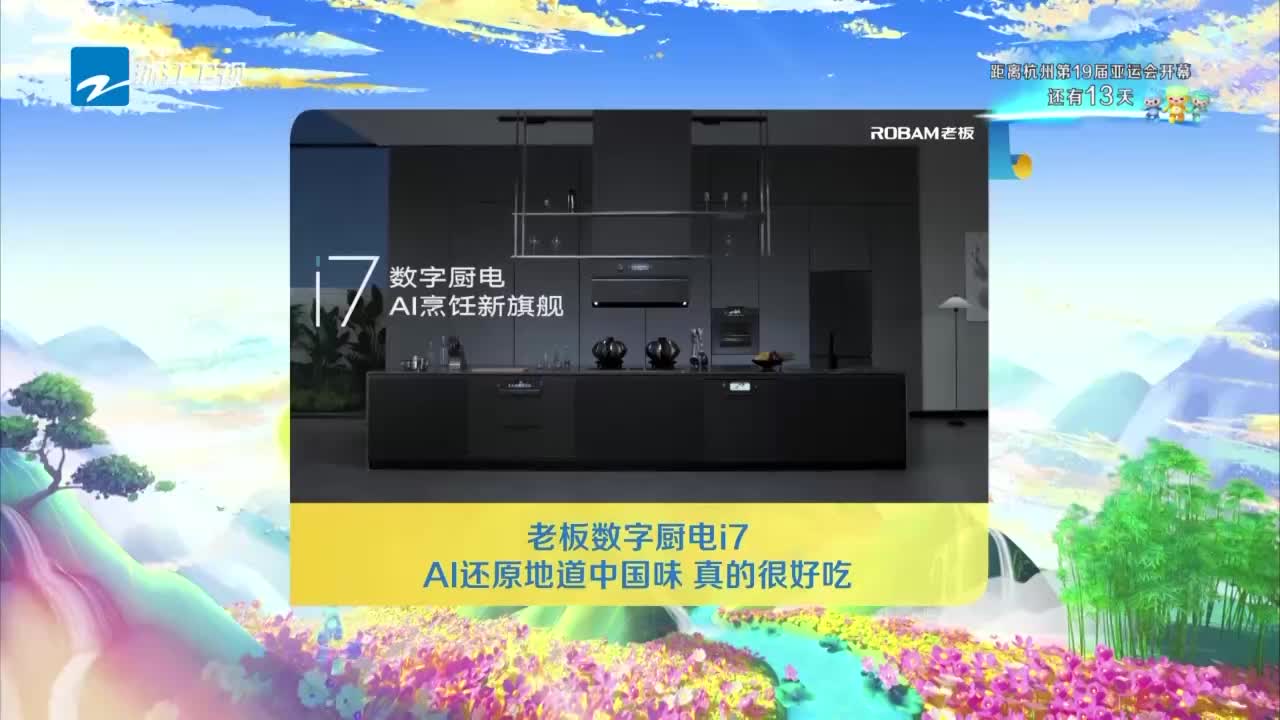 浙江卫视
距离杭州第19届亚运会开幕
还有13天
ROBAM老板
i7
数字厨电
AI烹饪新旗舰
老板数字厨电i7
AI还原地道中国味 真的很好吃